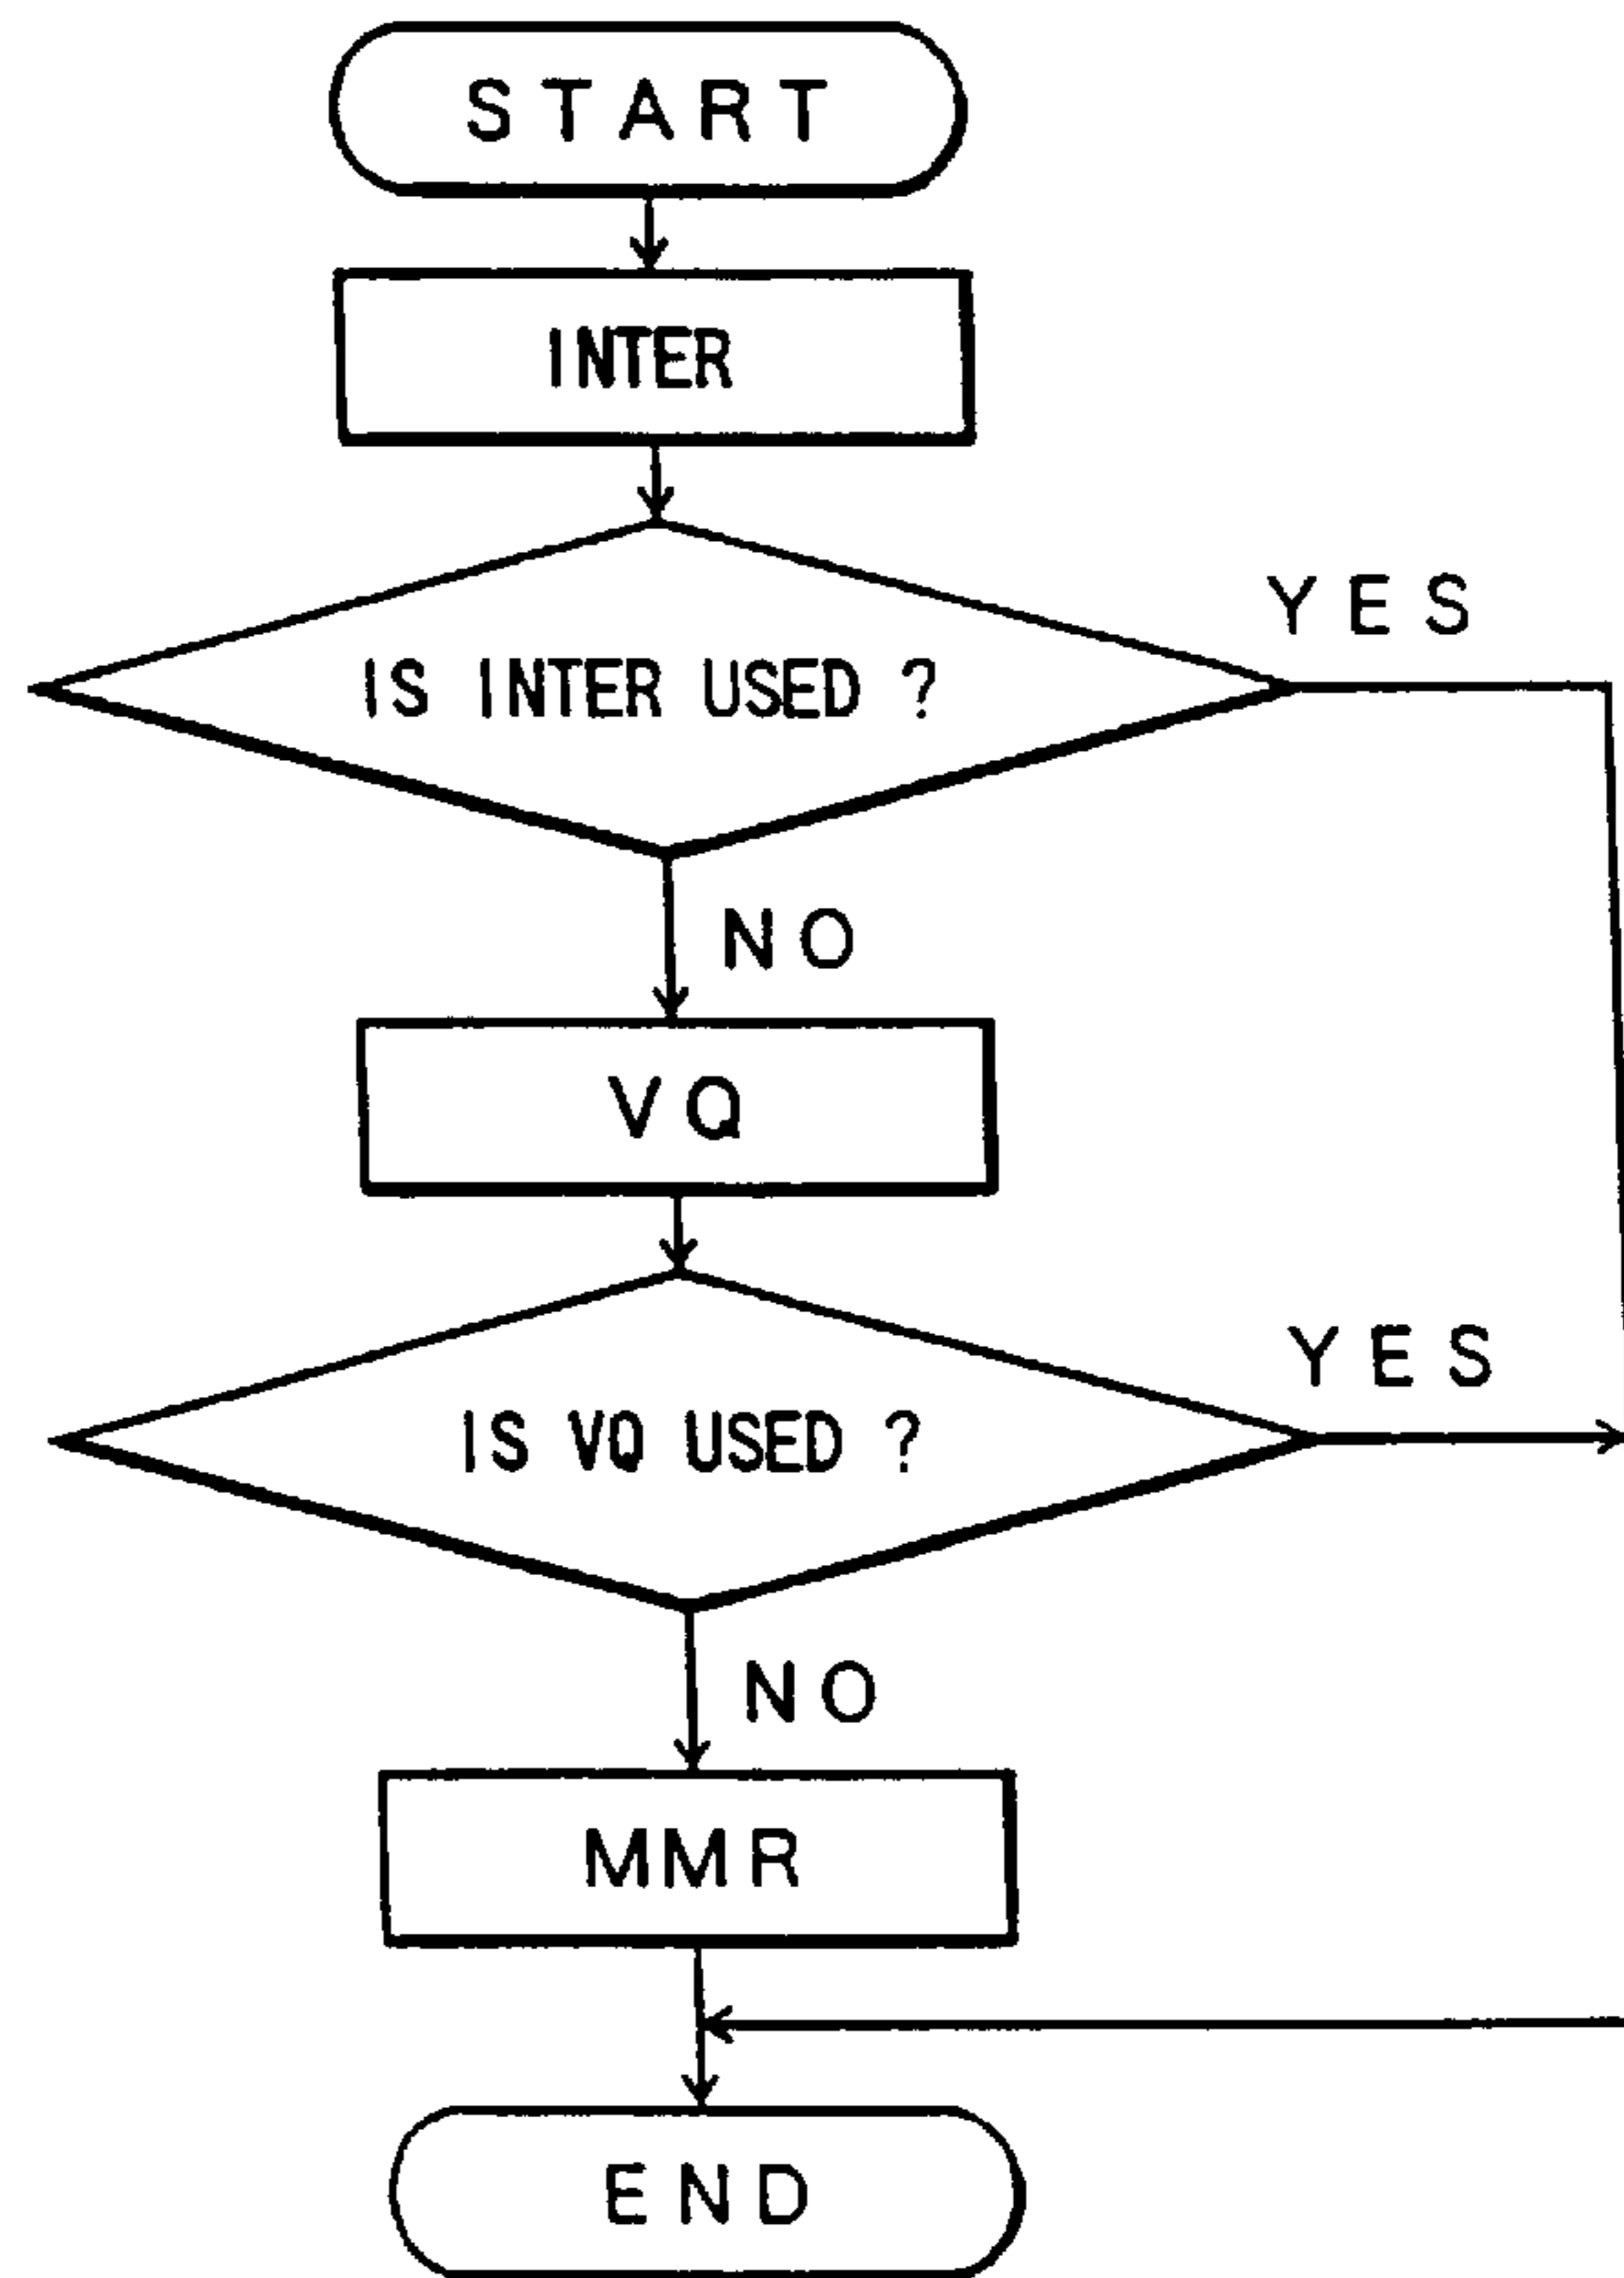 START
INTER
YES
IS INTER USED ?
NO
VQ
YES
IS VQ USED ?
NO
MMR
END